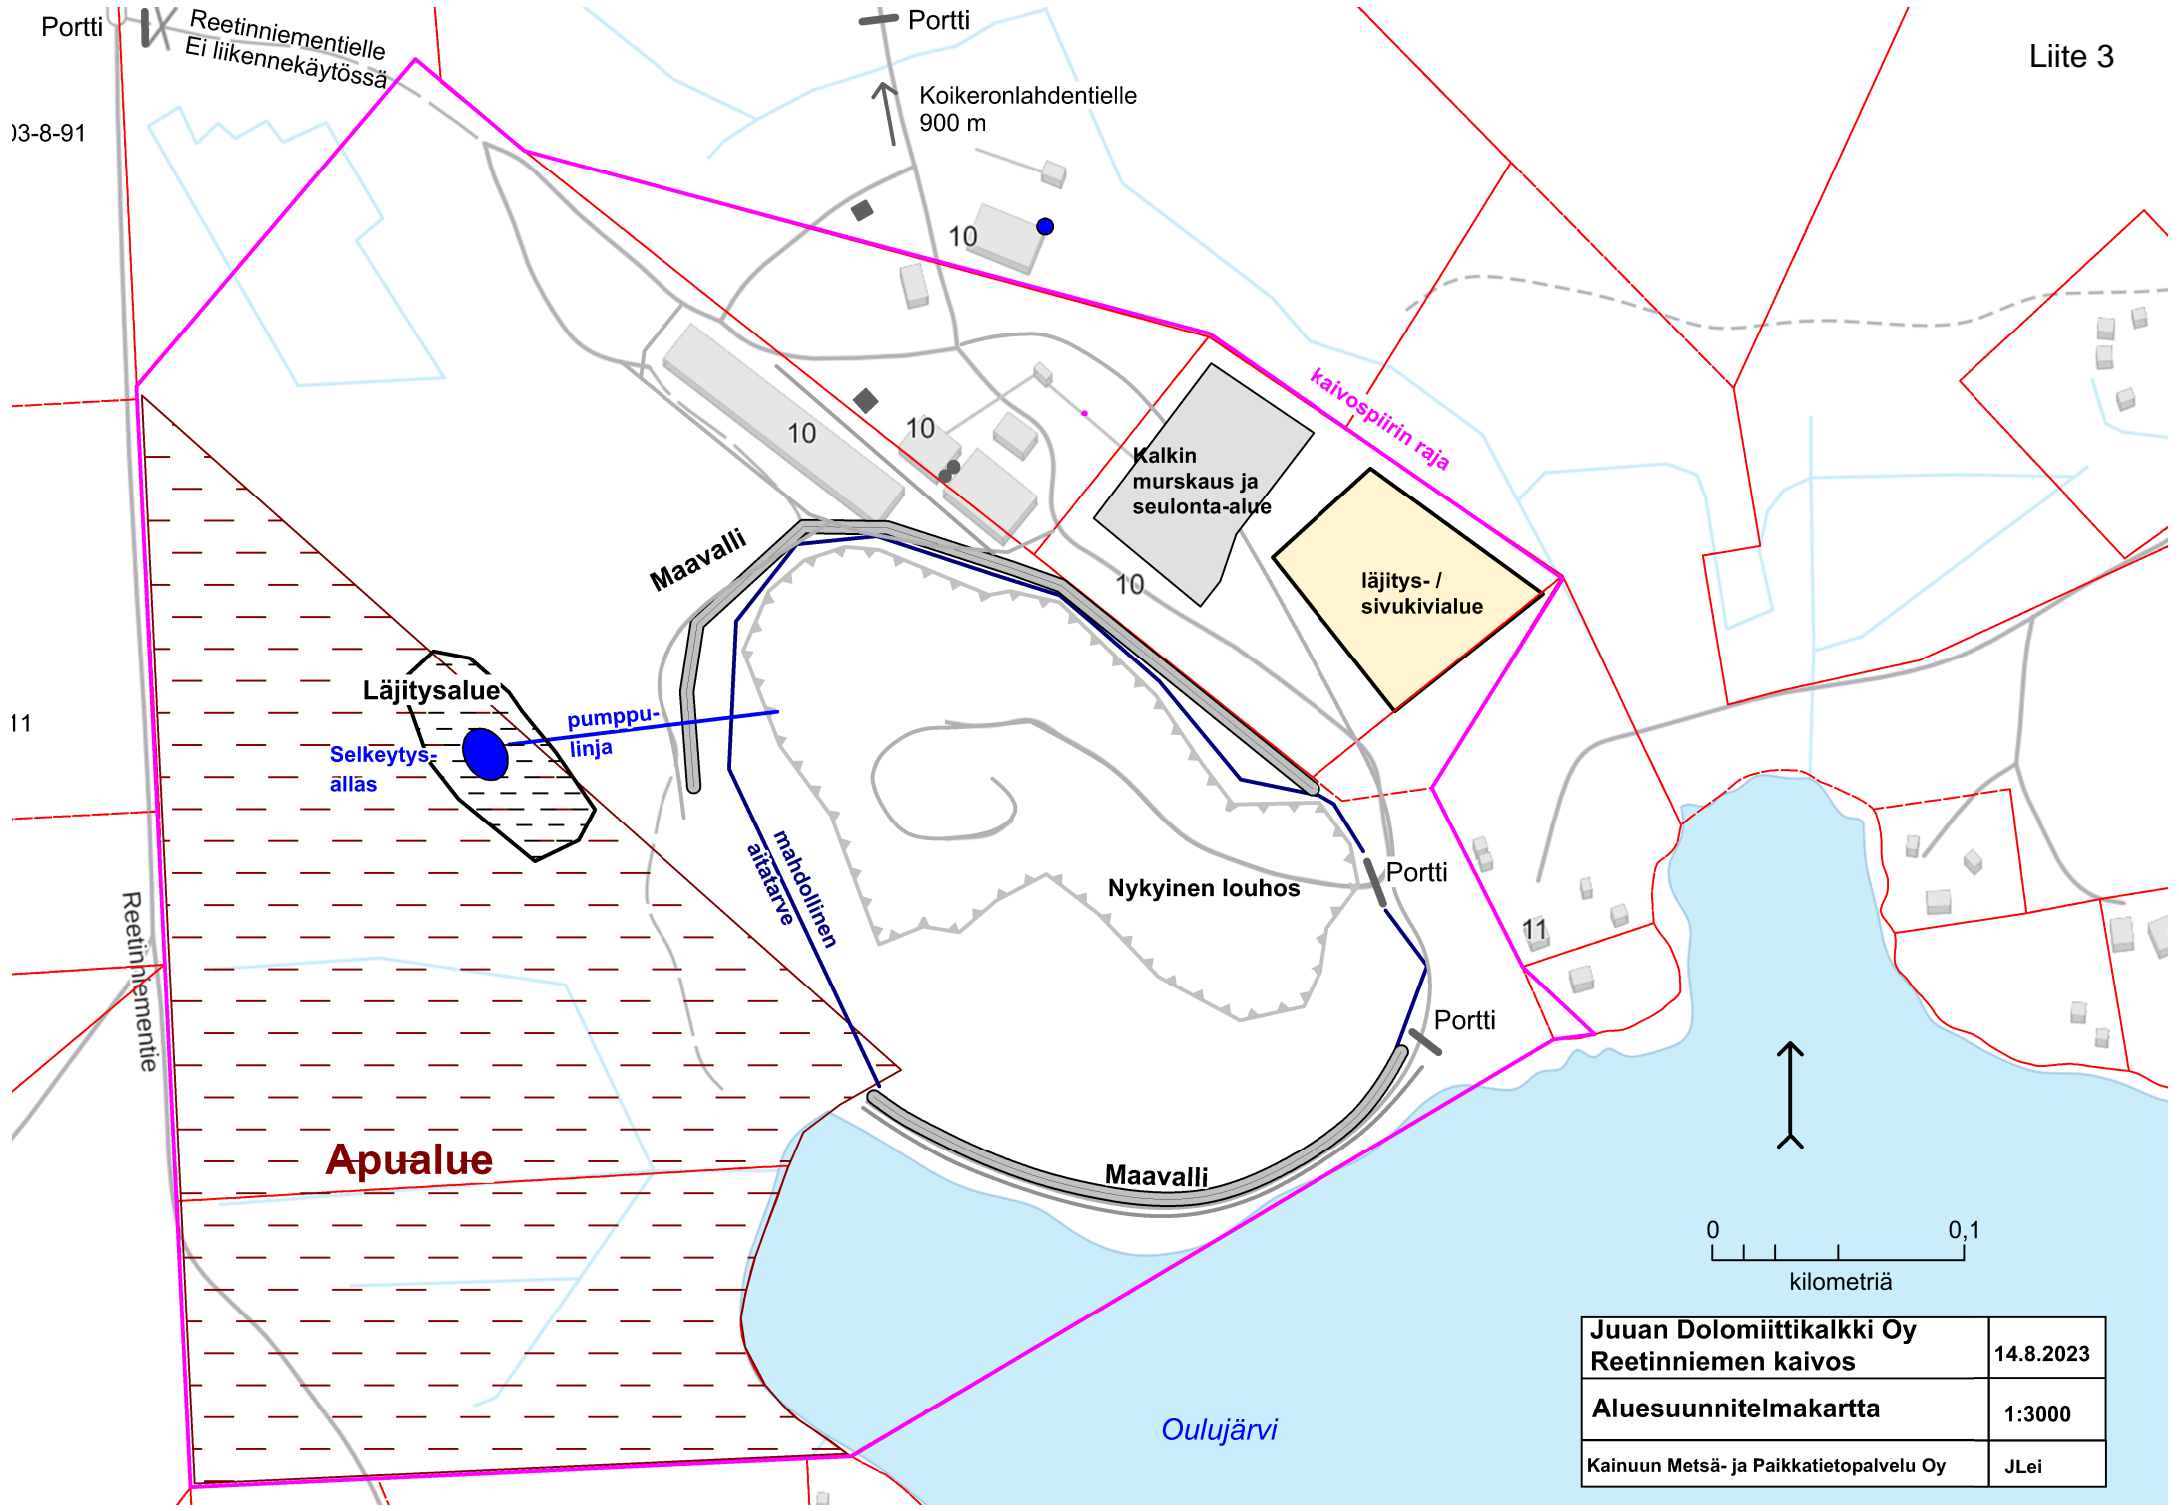 Portti
Reetinniementielle
Ei liikennekäytössä
Portti
Liite 3
Koikeronlahdentielle
900 m
03-8-91
10
kaivospiirin raja
10
10
Kalkin
murskaus ja
seulonta-alue
Maavalli
10
läjitys- /
sivukivialue
Läjitysalue
11
pumppu-
linja
Selkeytys-
allas
mahdollinen
aitatarve
Nykyinen louhos
Portti
11
Reetinniementie
Portti
Apualue
Maavalli
0 0,1
kilometriä
Juuan Dolomiittikalkki Oy
Reetinniemen kaivos
14.8.2023
Aluesuunnitelmakartta
1:3000
Kainuun Metsä- ja Paikkatietopalvelu Oy
JLei
Oulujärvi